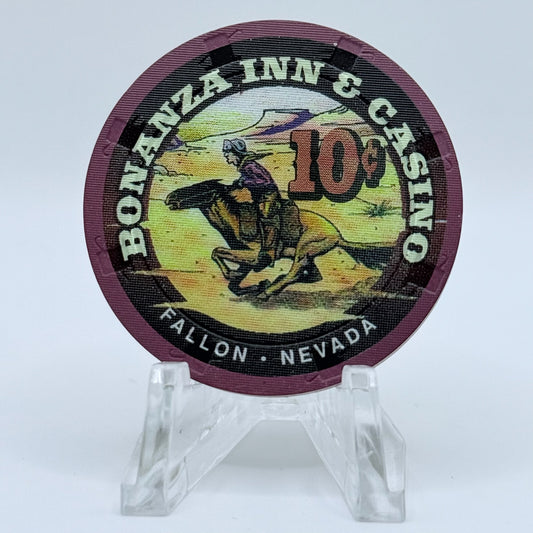 BONANZA INN & CASINO
10¢
FALLON • NEVADA